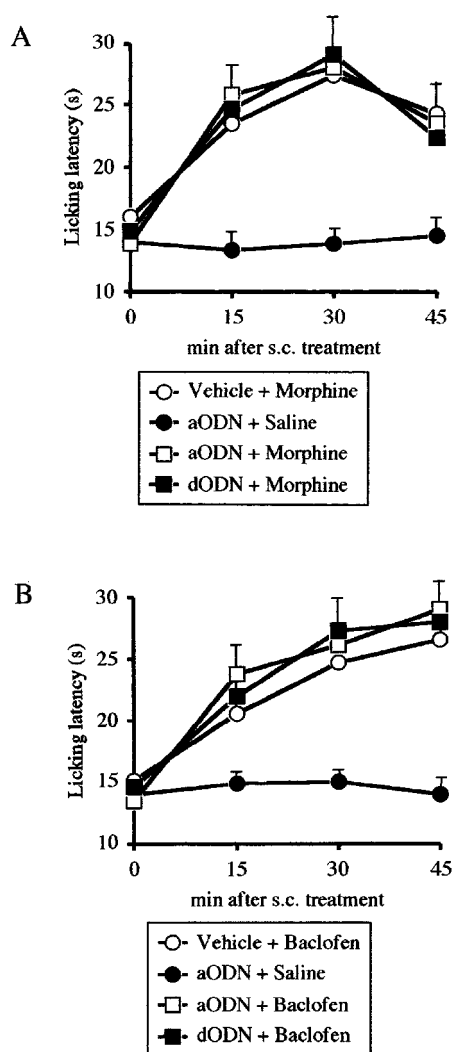 A
Licking latency (s)
30
25
20
15
10
0
15
30
45
min after s.c. treatment
Vehicle + Morphine
aODN + Saline
aODN + Morphine
dODN + Morphine
B
Licking latency (s)
30
25
20
15
10
0
15
30
45
min after s.c. treatment
Vehicle + Baclofen
aODN + Saline
aODN + Baclofen
dODN + Baclofen